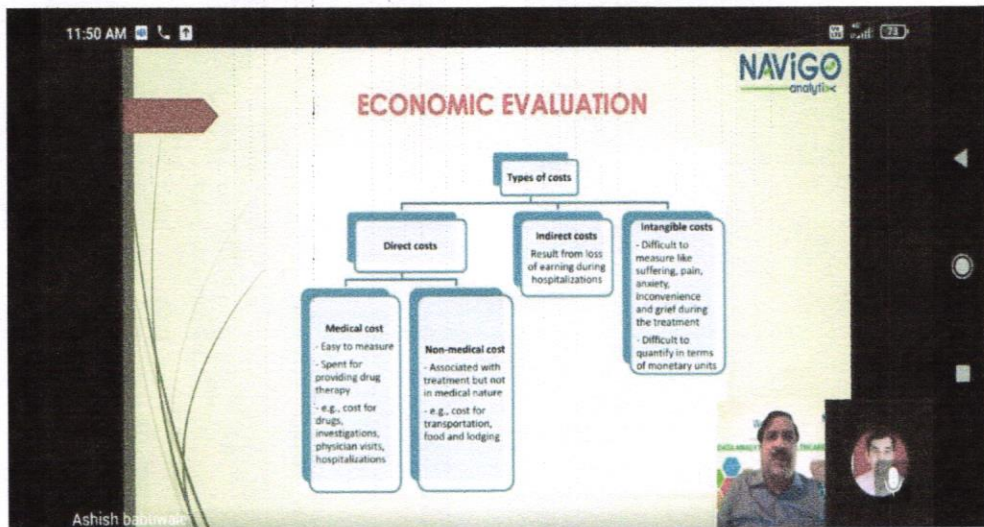 11:50 AM
73
NAViGO
analytix
ECONOMIC EVALUATION
Types of costs
Direct costs
Indirect costs
Result from loss
of earning during
hospitalizations
Intangible costs
- Difficult to
measure like
suffering, pain,
anxiety,
inconvenience
and grief during
the treatment
- Difficult to
quantify in terms
of monetary units
Medical cost
- Easy to measure
- Spent for
providing drug
therapy
- e.g., cost for
drugs,
investigations,
physician visits,
hospitalizations
Non-medical cost
- Associated with
treatment but not
in medical nature
- e.g., cost for
transportation,
food and lodging
Ashish